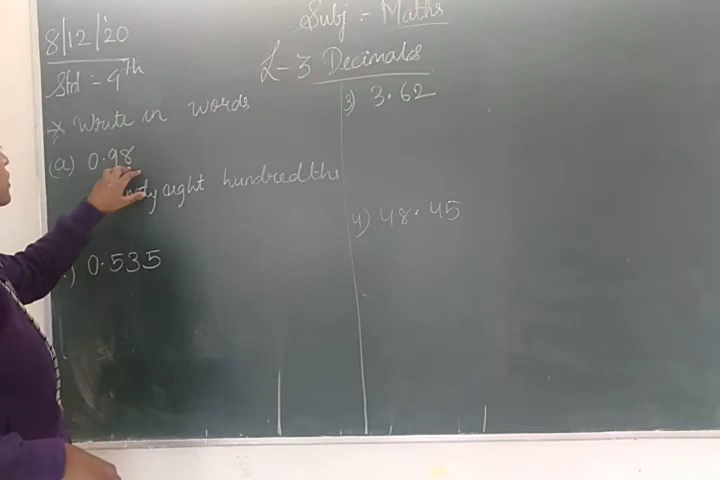 8/12/'20
Subj :- Maths
Std :- 4th
L-3 Decimals
* Write in words
(a) 0.98
eight hundredths
) 0.535
3) 3.62
4) 48.45